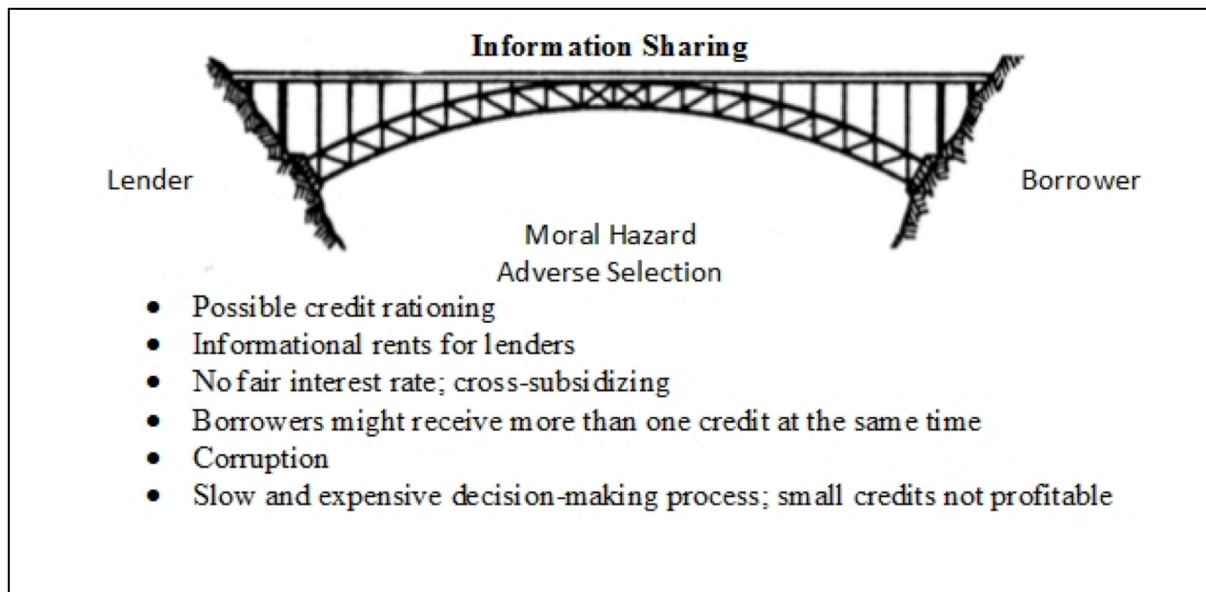 Information Sharing
Lender
Borrower
Moral Hazard
Adverse Selection
• Possible credit rationing
• Informational rents for lenders
• No fair interest rate; cross-subsidizing
• Borrowers might receive more than one credit at the same time
• Corruption
• Slow and expensive decision-making process; small credits not profitable